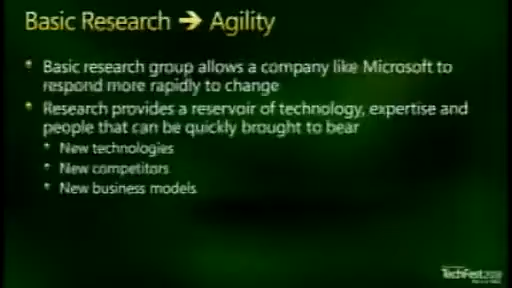 Basic Research → Agility
Basic research group allows a company like Microsoft to
respond more rapidly to change
Research provides a reservoir of technology, expertise and
people that can be quickly brought to bear
New technologies
New competitors
New business models
TechFest